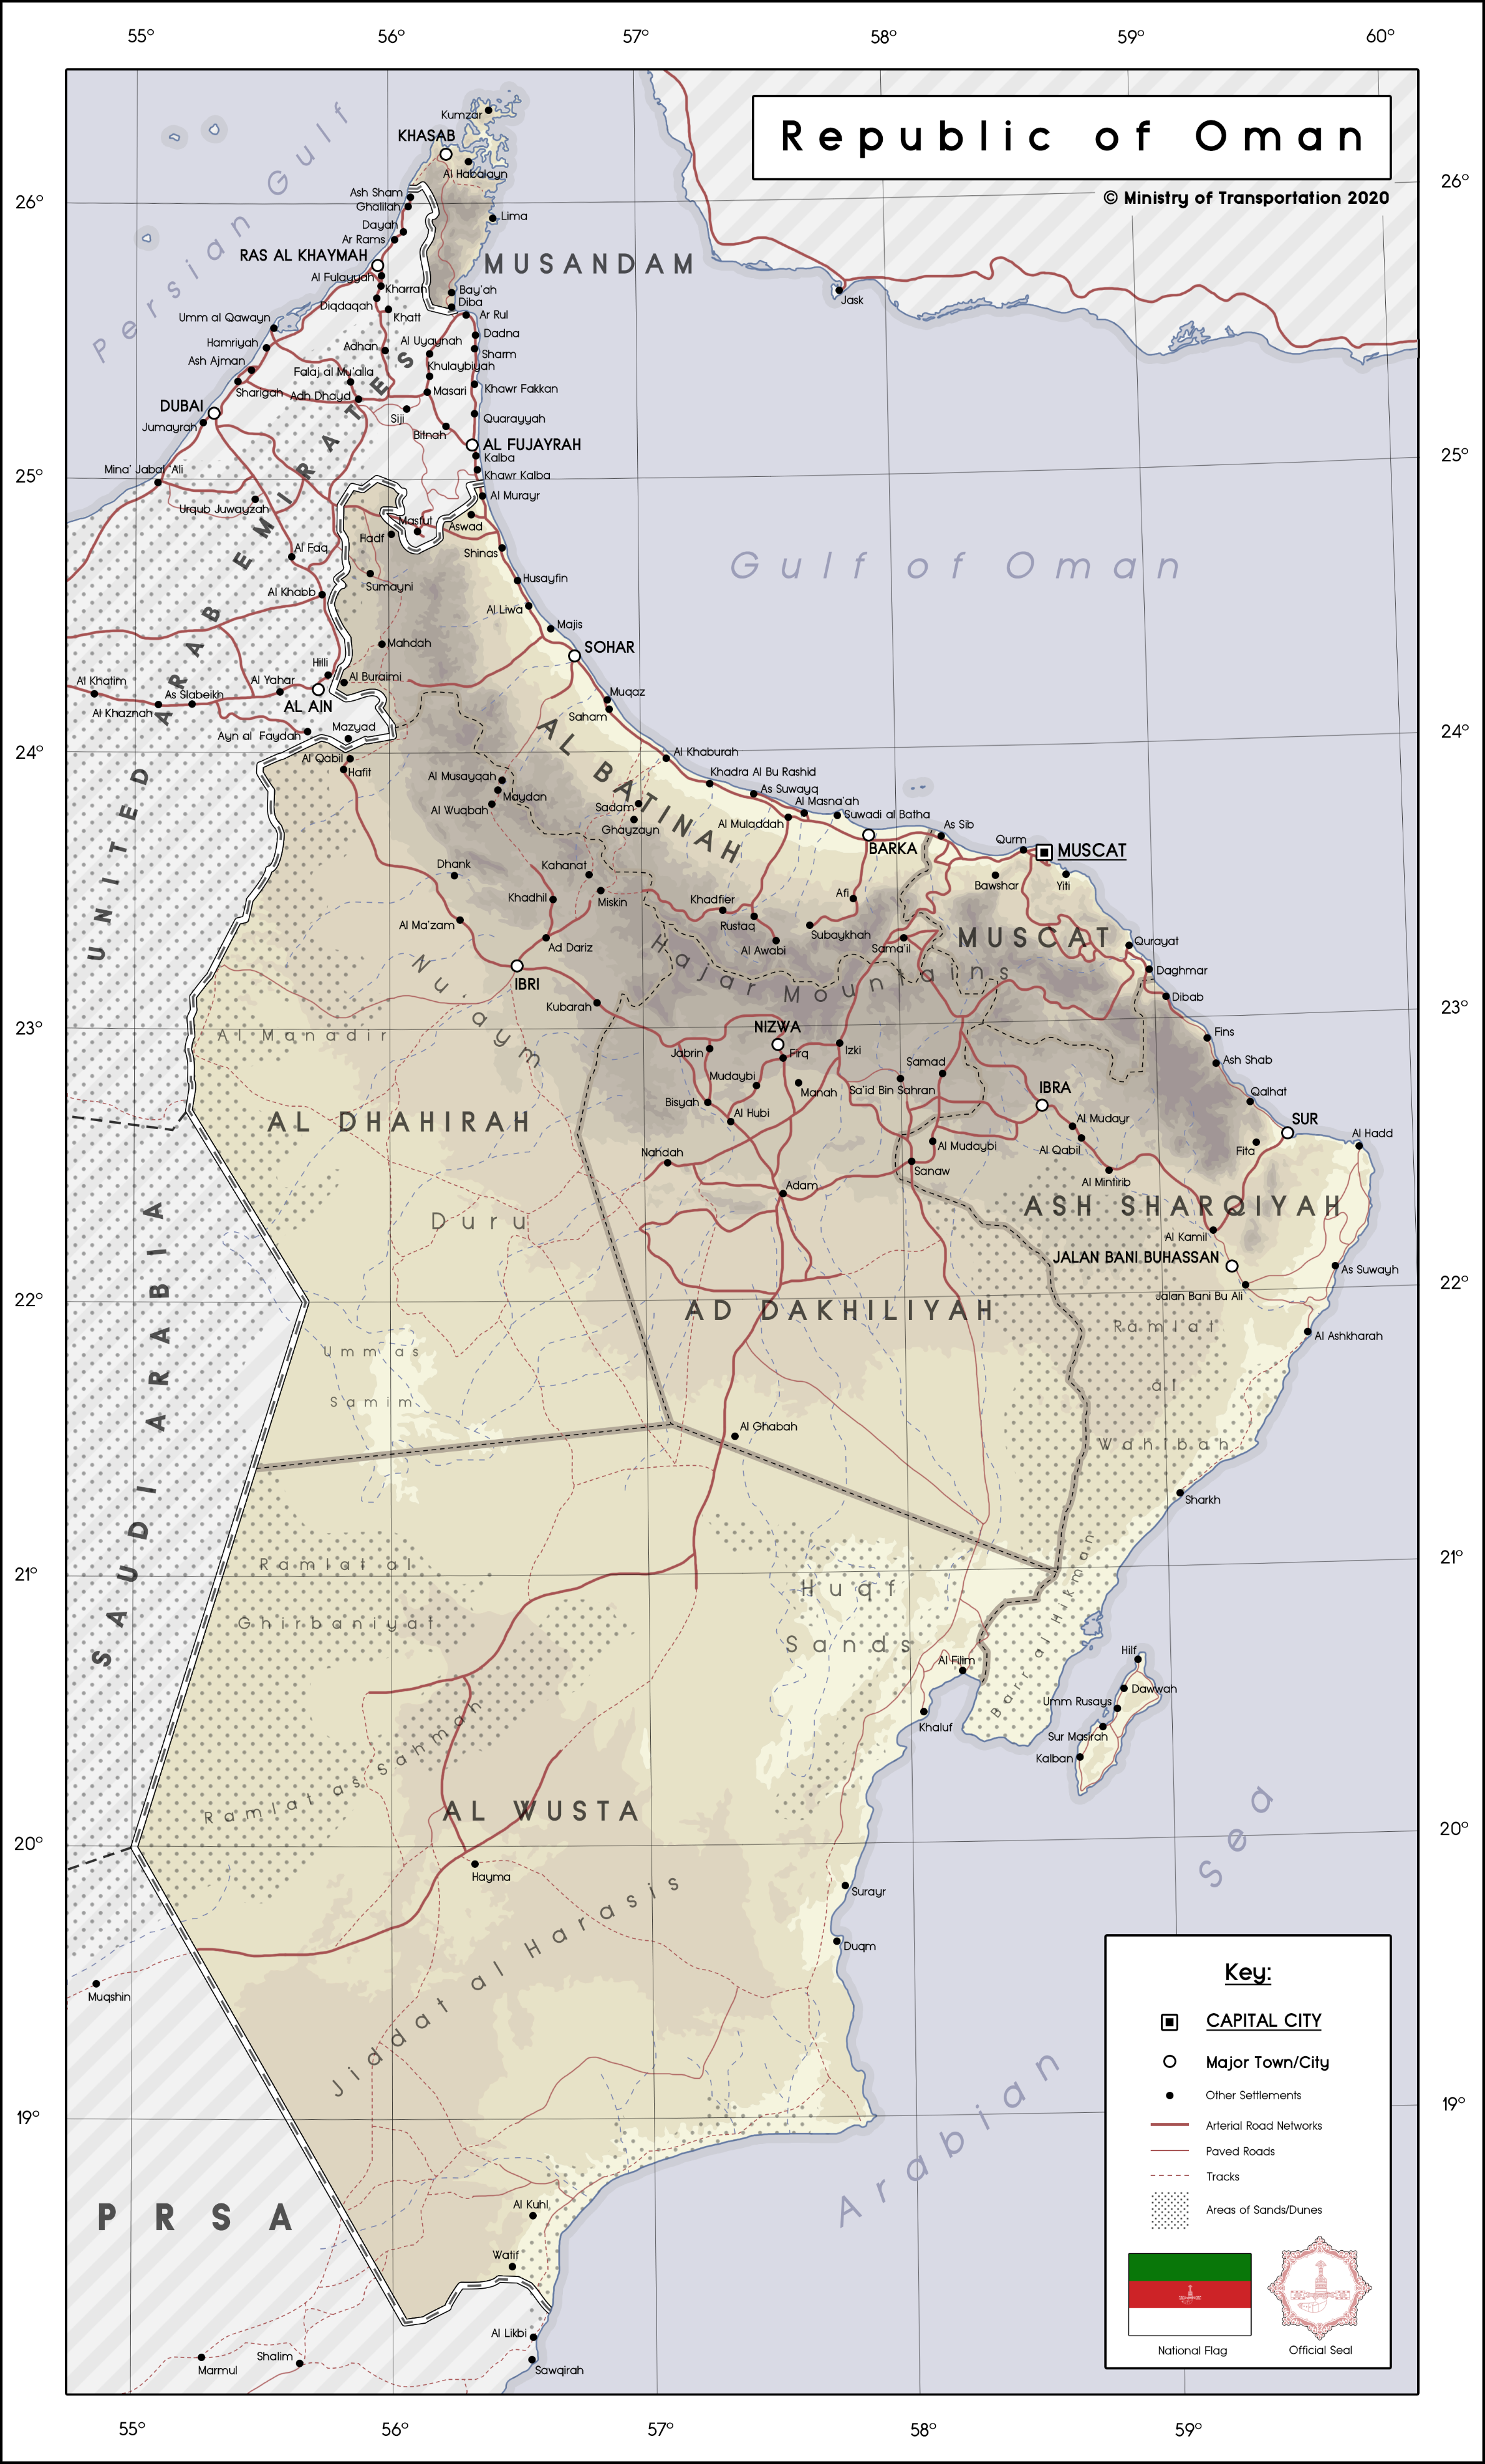 55°
56°
57°
58°
59°
60°
Republic of Oman
© Ministry of Transportation 2020
26°
26°
25°
25°
24°
24°
23°
23°
22°
22°
21°
21°
20°
20°
19°
19°
Persian Gulf
Kumzar
KHASAB
Al Habalayn
Ash Sham
Ghalilah
Lima
Dayah
Ar Rams
RAS AL KHAYMAH
MUSANDAM
Al Fulayyah
Kharran
Bay'ah
Diba
Digdaqah
Khatt
Ar Rul
Jask
Umm al Qawayn
Dadna
Hamriyah
Adhan
Al Uyaynah
Sharm
Ash Ajman
Falaj al Mu'alla
Khulaybiyah
Sharigah
Adh Dhayd
Masari
Khawr Fakkan
DUBAI
Siji
Quarayyah
Jumayrah
Bitnah
AL FUJAYRAH
Kalba
Mina' Jabal 'Ali
Khawr Kalba
Al Murayr
Urqub Juwayzah
Masfut
Aswad
Hadf
Al Faq
Shinas
Gulf of Oman
Sumayni
Husayfin
Al Khabb
Al Liwa
Majis
Mahdah
SOHAR
Hilli
Al Khatim
As Slabeikh
Al Yahar
Al Buraimi
Al Khaznah
AL AIN
Muqaz
Saham
Ayn al Faydah
Mazyad
UNITED ARAB EMIRATES
Al Qabil
Hafit
Al Khaburah
AL BATINAH
Al Musayqah
Maydan
Al Wuqbah
Khadra Al Bu Rashid
As Suwayq
Al Masna'ah
Sadam
Ghayzayn
Al Muladdah
Suwadi al Batha
BARKA
As Sib
Qurm
MUSCAT
Dhank
Kahanat
Bawshar
Yiti
Khadhil
Miskin
Khadfier
Afi
Al Ma'zam
Ad Dariz
Rustaq
Subaykhah
Al Awabi
Sama'il
MUSCAT
Qurayat
Hajar Mountains
Nu'aym
IBRI
Daghmar
Dibab
Kubarah
Al Manadir
NIZWA
Fins
Jabrin
Firq
Izki
Ash Shab
Samad
Mudaybi
Manah
Sa'id Bin Sahran
IBRA
Qalhat
Bisyah
Al Hubi
Al Mudayr
SUR
AL DHAHIRAH
Al Hadd
Al Mudaybi
Al Qabil
Fita
Nahdah
Sanaw
Al Mintirib
Adam
ASH SHARQIYAH
Duru
Al Kamil
JALAN BANI BUHASSAN
As Suwayh
Jalan Bani Bu Ali
AD DAKHILIYAH
Ramlat
al
Wahibah
Al Ashkharah
Umm as
Samim
Al Ghabah
SAUDI ARABIA
Sharkh
Ramlat al
Ghirbaniyat
Huqf
Sands
Barr al Hikman
Al Filim
Hilf
Dawwah
Umm Rusays
Sur Masirah
Khaluf
Kalban
Ramlat as Sahmah
AL WUSTA
Arabian Sea
Hayma
Surayr
Jiddat al Harasis
Duqm
Muqshin
PRSA
Al Kuhl
Watif
Al Likbi
Marmul
Shalim
Sawqirah
Key:
CAPITAL CITY
Major Town/City
Other Settlements
Arterial Road Networks
Paved Roads
Tracks
Areas of Sands/Dunes
National Flag
Official Seal
55°
56°
57°
58°
59°